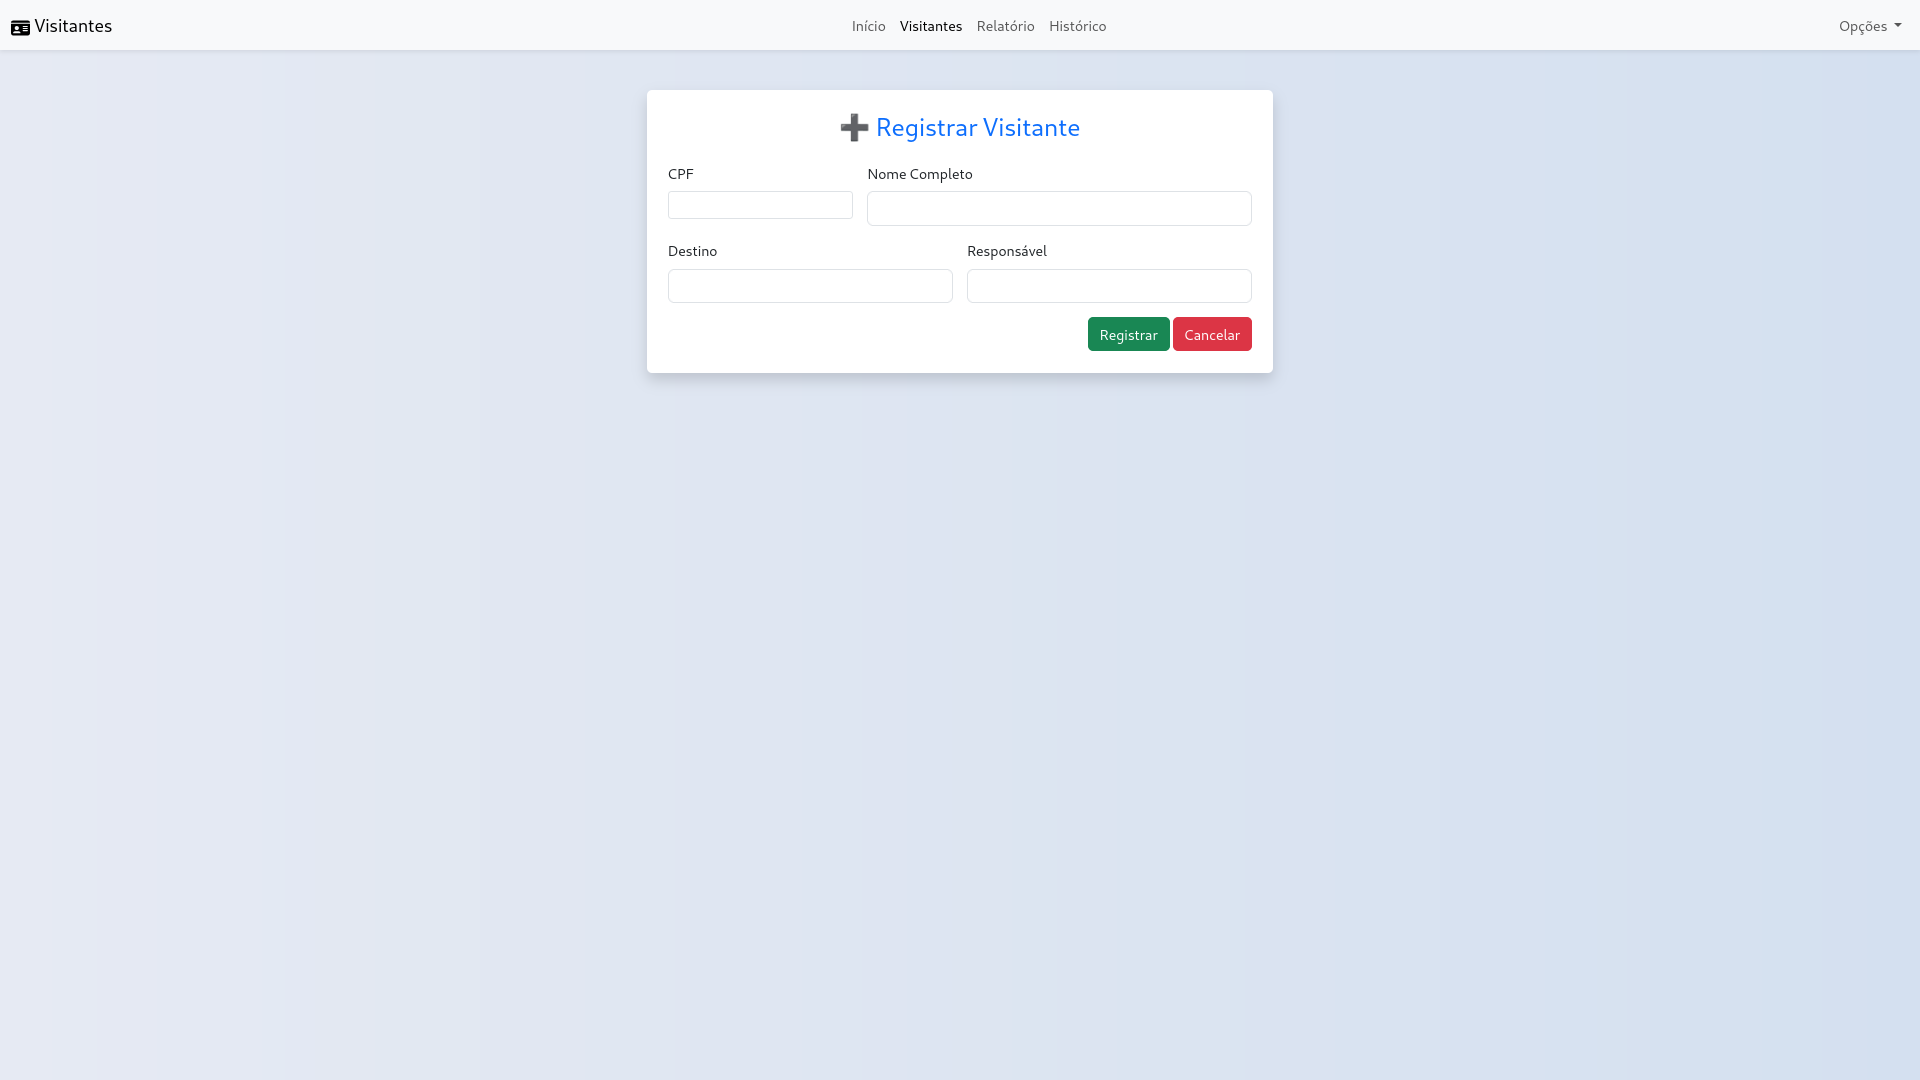 Visitantes
Início Visitantes Relatório Histórico
Opções
➕ Registrar Visitante
CPF
Nome Completo
Destino
Responsável
Registrar Cancelar